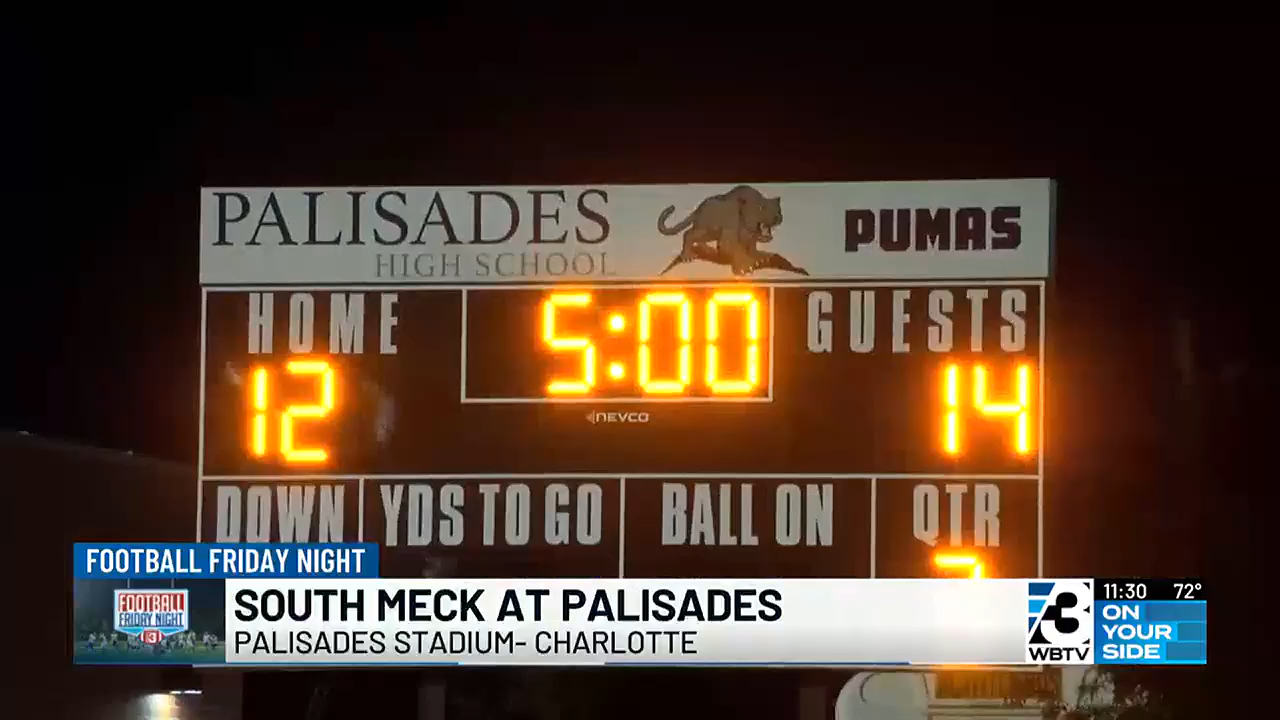 PALISADES
HIGH SCHOOL
PUMAS
HOME
5:00
GUESTS
12
14
NEVCO
DOWN
YDS TO GO
BALL ON
QTR
FOOTBALL FRIDAY NIGHT
FOOTBALL
FRIDAY NIGHT
3
SOUTH MECK AT PALISADES
PALISADES STADIUM- CHARLOTTE
3
WBTV
11:30 72°
ON
YOUR
SIDE